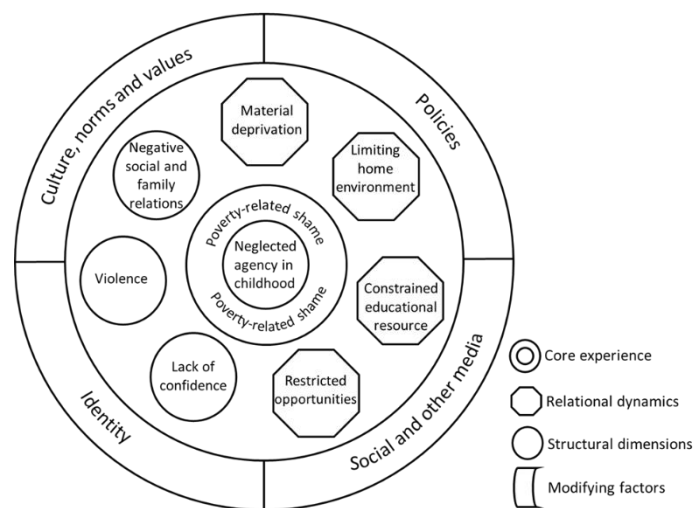 Culture, norms and values
Policies
Material
deprivation
Negative
social and
family
relations
Limiting
home
environment
Poverty-related shame
Neglected
agency in
childhood
Poverty-related shame
Violence
Constrained
educational
resource
Lack of
confidence
Restricted
opportunities
Identity
Social and other media
Core experience
Relational dynamics
Structural dimensions
Modifying factors